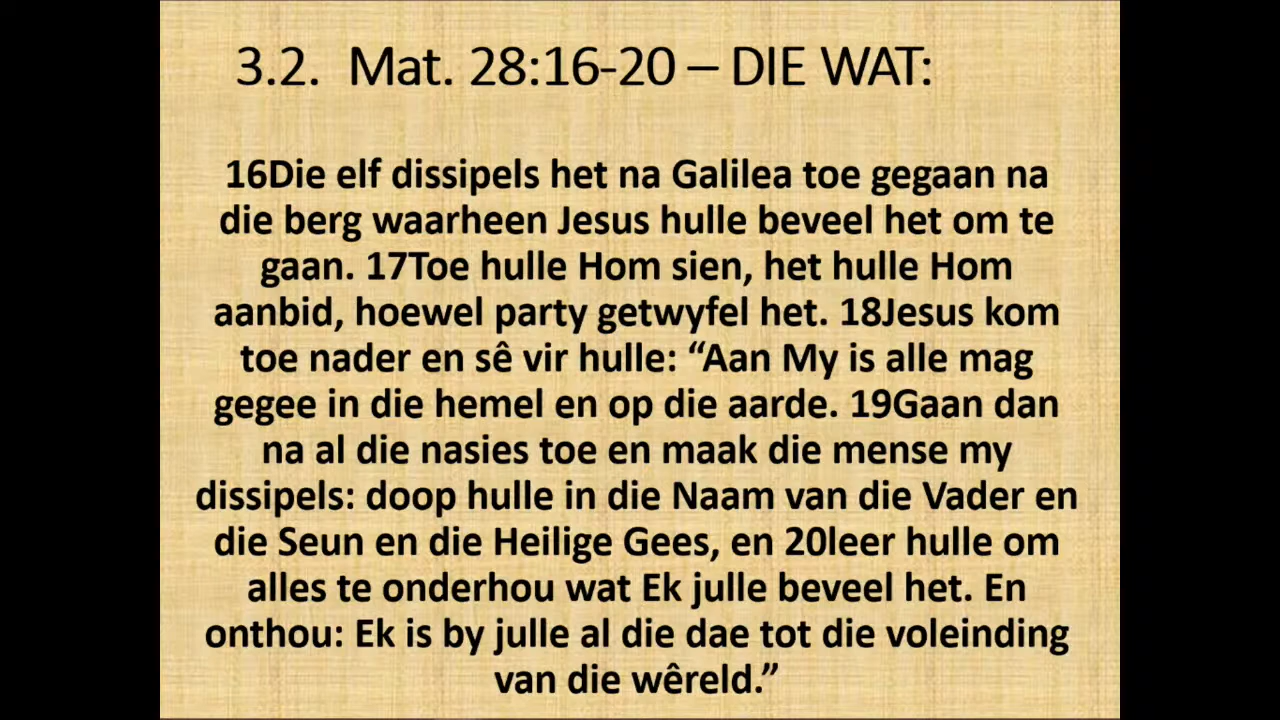 3.2. Mat. 28:16-20 – DIE WAT:
16Die elf dissipels het na Galilea toe gegaan na
die berg waarheen Jesus hulle beveel het om te
gaan. 17Toe hulle Hom sien, het hulle Hom
aanbid, hoewel party getwyfel het. 18Jesus kom
toe nader en sê vir hulle: “Aan My is alle mag
gegee in die hemel en op die aarde. 19Gaan dan
na al die nasies toe en maak die mense my
dissipels: doop hulle in die Naam van die Vader en
die Seun en die Heilige Gees, en 20leer hulle om
alles te onderhou wat Ek julle beveel het. En
onthou: Ek is by julle al die dae tot die voleinding
van die wêreld.”